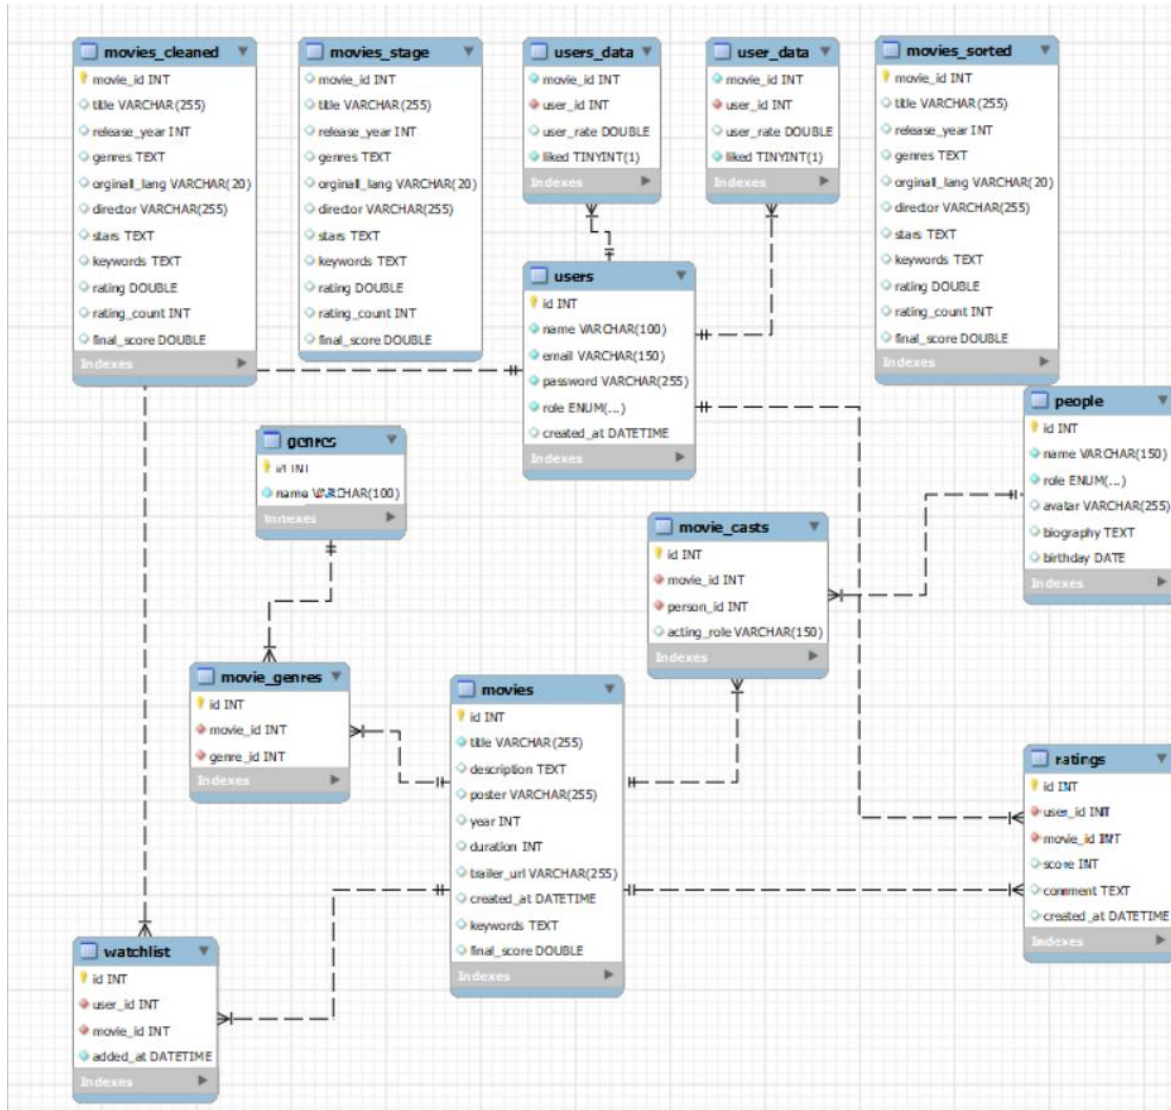 movies_cleaned
movie_id INT
title VARCHAR(255)
release_year INT
genres TEXT
orginall_lang VARCHAR(20)
director VARCHAR(255)
stars TEXT
keywords TEXT
rating DOUBLE
rating_count INT
final_score DOUBLE
Indexes
movies_stage
movie_id INT
title VARCHAR(255)
release_year INT
genres TEXT
orginall_lang VARCHAR(20)
director VARCHAR(255)
stars TEXT
keywords TEXT
rating DOUBLE
rating_count INT
final_score DOUBLE
users_data
movie_id INT
user_id INT
user_rate DOUBLE
liked TINYINT(1)
Indexes
user_data
movie_id INT
user_id INT
user_rate DOUBLE
liked TINYINT(1)
Indexes
movies_sorted
movie_id INT
title VARCHAR(255)
release_year INT
genres TEXT
orginall_lang VARCHAR(20)
director VARCHAR(255)
stars TEXT
keywords TEXT
rating DOUBLE
rating_count INT
final_score DOUBLE
Indexes
users
id INT
name VARCHAR(100)
email VARCHAR(150)
password VARCHAR(255)
role ENUM(...)
created_at DATETIME
Indexes
people
id INT
name VARCHAR(150)
role ENUM(...)
avatar VARCHAR(255)
biography TEXT
birthday DATE
Indexes
genres
id INT
name VARCHAR(100)
Indexes
movie_casts
id INT
movie_id INT
person_id INT
acting_role VARCHAR(150)
Indexes
movie_genres
id INT
movie_id INT
genre_id INT
Indexes
movies
id INT
title VARCHAR(255)
description TEXT
poster VARCHAR(255)
year INT
duration INT
trailer_url VARCHAR(255)
created_at DATETIME
keywords TEXT
final_score DOUBLE
Indexes
ratings
id INT
user_id INT
movie_id INT
score INT
comment TEXT
created_at DATETIME
Indexes
watchlist
id INT
user_id INT
movie_id INT
added_at DATETIME
Indexes